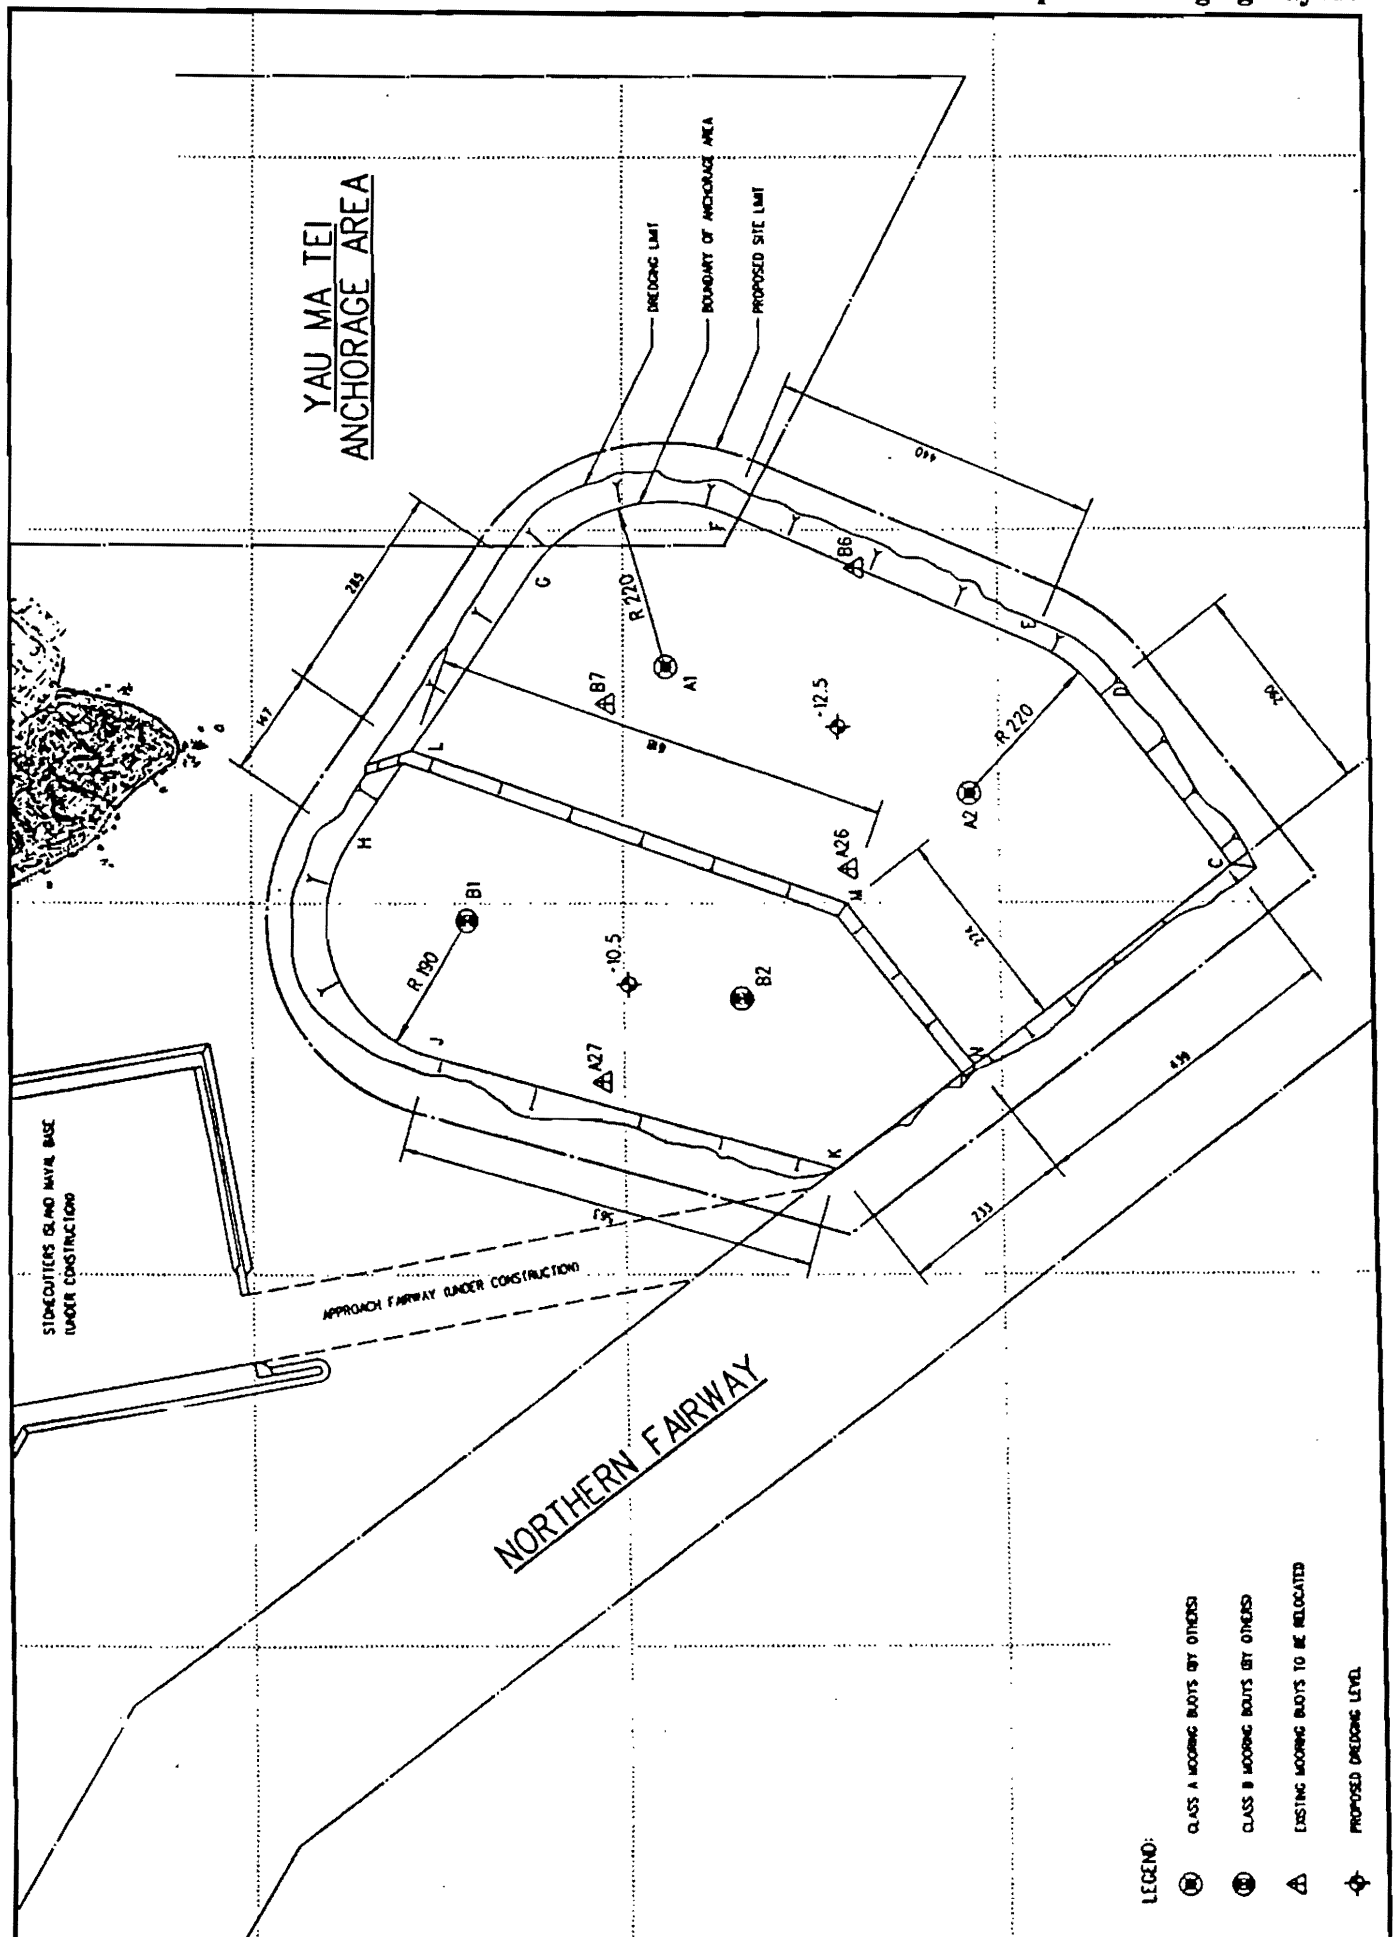 YAU MA TEI
ANCHORAGE AREA
DREDGING LIMIT
BOUNDARY OF ANCHORAGE AREA
PROPOSED SITE LIMIT
STONECUTTERS ISLAND NAVAL BASE
(UNDER CONSTRUCTION)
APPROACH FAIRWAY (UNDER CONSTRUCTION)
NORTHERN FAIRWAY
147
285
440
274
439
233
363
R 220
R 220
R 190
A1
A2
B1
B2
B6
B7
A26
A27
-12.5
-10.5
C
D
E
F
G
H
J
K
L
M
N
LEGEND:
CLASS A MOORING BUOYS (BY OTHERS)
CLASS B MOORING BOUYS (BY OTHERS)
EXISTING MOORING BUOYS TO BE RELOCATED
PROPOSED DREDGING LEVEL